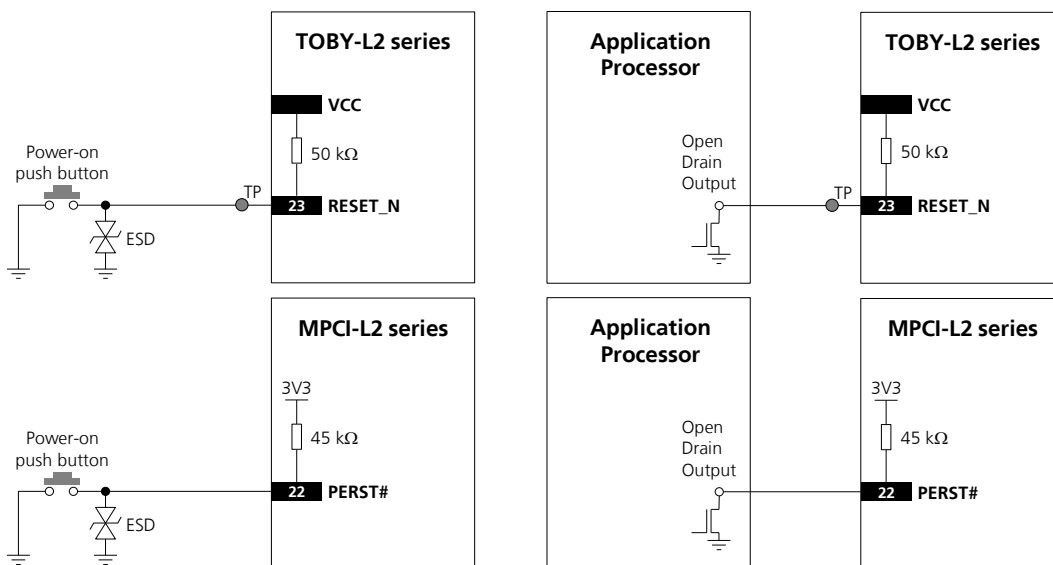 TOBY-L2 series
VCC
50 kΩ
Power-on
push button
TP
23 RESET_N
ESD
Application
Processor
Open
Drain
Output
TOBY-L2 series
VCC
50 kΩ
TP
23 RESET_N
MPCI-L2 series
3V3
45 kΩ
Power-on
push button
22 PERST#
ESD
Application
Processor
Open
Drain
Output
MPCI-L2 series
3V3
45 kΩ
22 PERST#